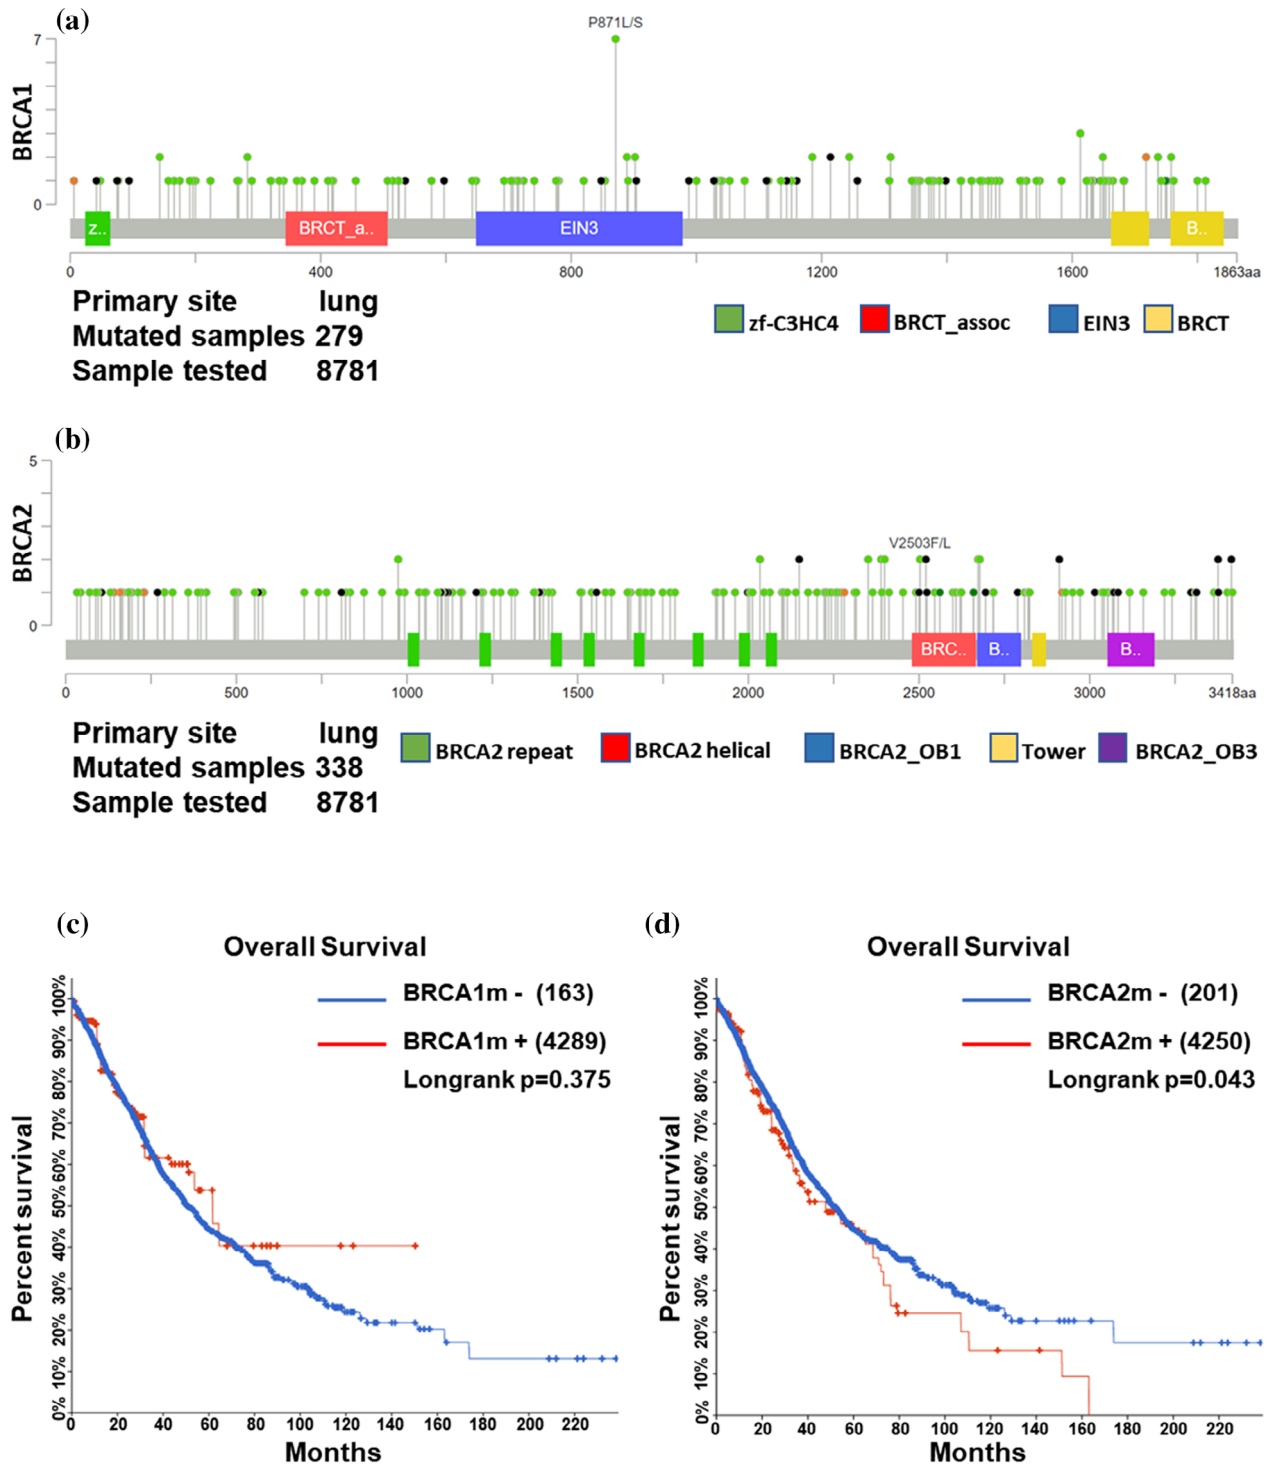 (a)
P871L/S
7
0
BRCA1
z..
BRCT_a..
EIN3
B..
0 400 800 1200 1600 1863aa
Primary site lung
Mutated samples 279
Sample tested 8781
zf-C3HC4 BRCT_assoc EIN3 BRCT
(b)
5
0
BRCA2
V2503F/L
BRC..
B..
B..
0 500 1000 1500 2000 2500 3000 3418aa
Primary site lung
Mutated samples 338
Sample tested 8781
BRCA2 repeat BRCA2 helical BRCA2_OB1 Tower BRCA2_OB3
(c)
Overall Survival
BRCA1m - (163)
BRCA1m + (4289)
Longrank p=0.375
Percent survival
100%
90%
80%
70%
60%
50%
40%
30%
20%
10%
0%
20 40 60 80 100 120 140 160 180 200 220
Months
(d)
Overall Survival
BRCA2m - (201)
BRCA2m + (4250)
Longrank p=0.043
Percent survival
100%
90%
80%
70%
60%
50%
40%
30%
20%
10%
0%
0 20 40 60 80 100 120 140 160 180 200 220
Months